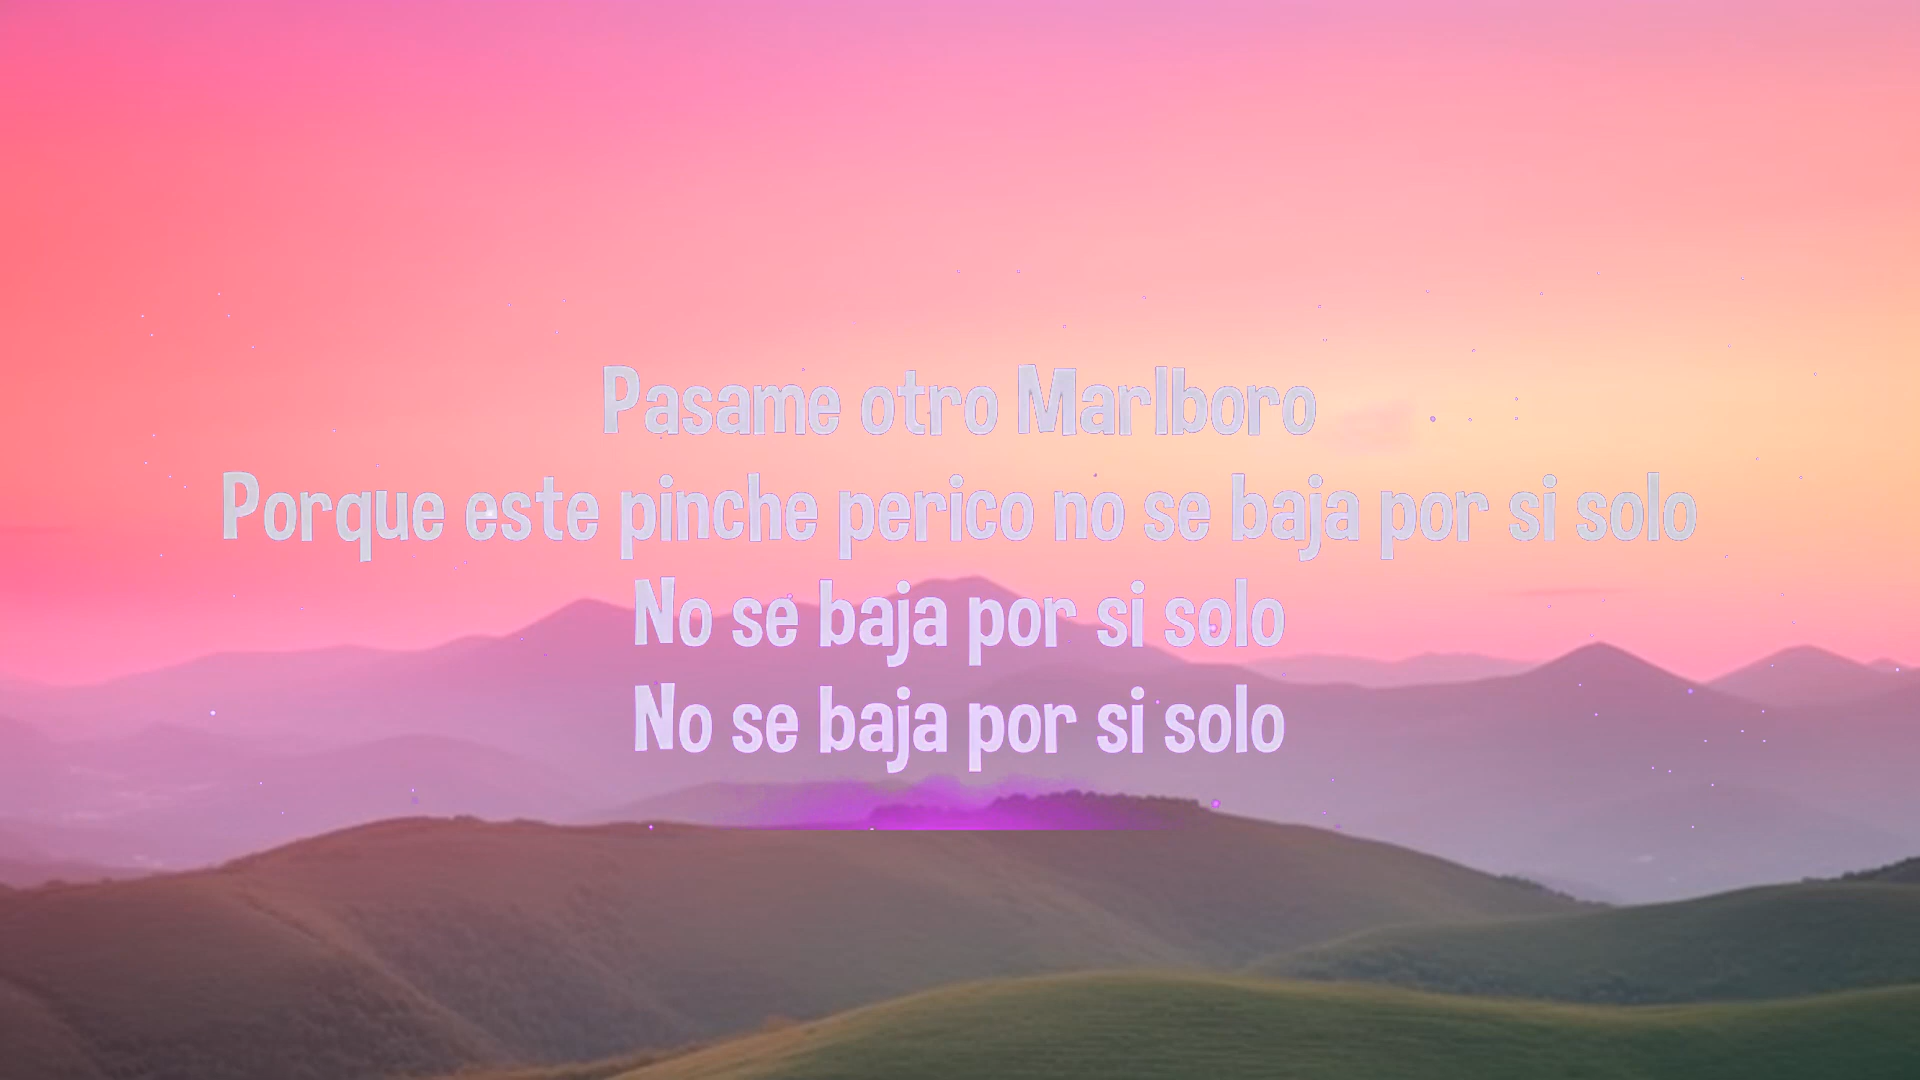 Pasame otro Marlboro
Porque este pinche perico no se baja por si solo
No se baja por si solo
No se baja por si solo